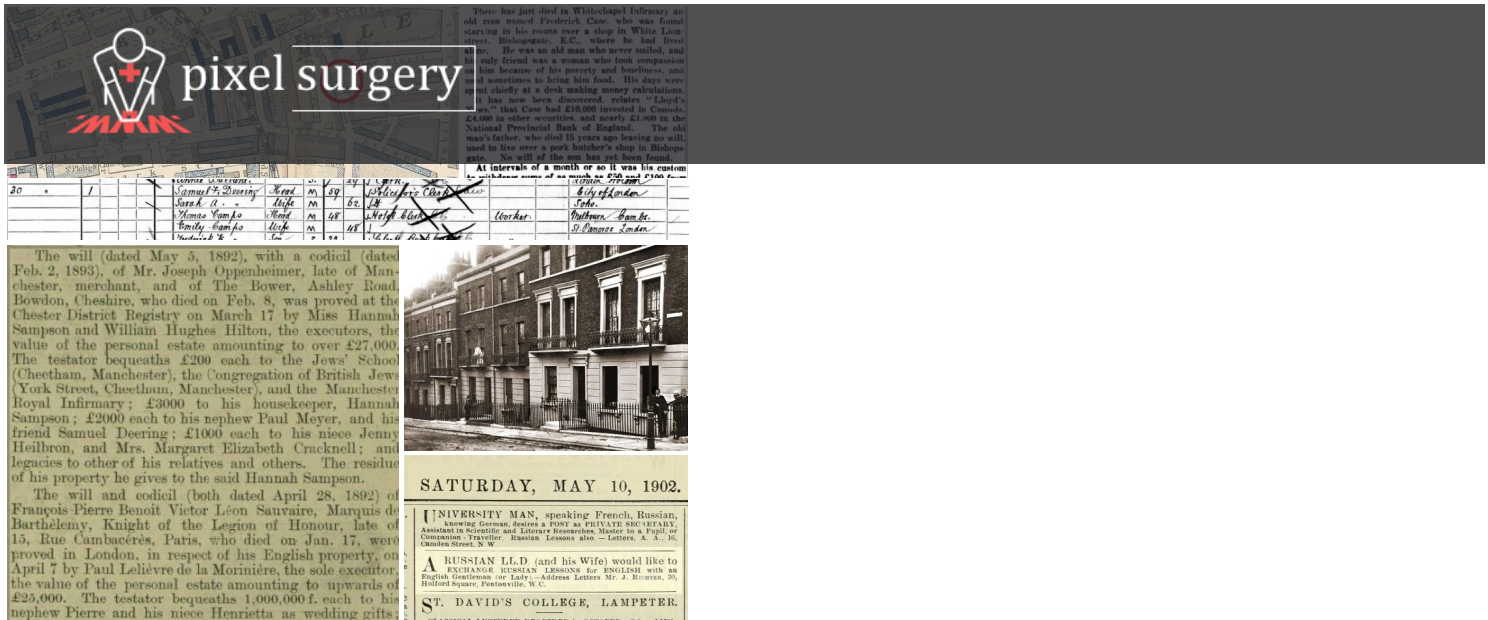 pixel surgery
There has just died in Whitechapel Infirmary an
old man named Frederick Case, who was found
starving in his rooms over a shop in White Lion-
street, Bishopsgate, E.C., where he had lived
alone. He was an old man who never smiled, and
his only friend was a woman who took compassion
on him because of his poverty and loneliness, and
used sometimes to bring him food. His days were
spent chiefly at a desk making money calculations.
It has now been discovered, relates "Lloyd's
News," that Case had £10,000 invested in Consols,
£4,000 in other securities, and nearly £1,000 in the
National Provincial Bank of England. The old
man's father, who died 15 years ago leaving no will,
used to live over a pork butcher's shop in Bishops-
gate. No will of the son has yet been found.
At intervals of a month or so it was his custom
to withdraw sums of as much as £50 and £100 from
30 1 Samuel F. Deering Head M 59 Solicitor's Clerk City of London
Sarah A. " Wife M 62 Soho.
Thomas Camps Head M 48 Clerk Worker Melbourn Cambs.
Emily Camps Wife M 48 St. Pancras London
The will (dated May 5, 1892), with a codicil (dated
Feb. 2, 1893), of Mr. Joseph Oppenheimer, late of Man-
chester, merchant, and of The Bower, Ashley Road,
Bowdon, Cheshire, who died on Feb. 8, was proved at the
Chester District Registry on March 17 by Miss Hannah
Sampson and William Hughes Hilton, the executors, the
value of the personal estate amounting to over £27,000.
The testator bequeaths £200 each to the Jews' School
(Cheetham, Manchester), the Congregation of British Jews
(York Street, Cheetham, Manchester), and the Manchester
Royal Infirmary; £3000 to his housekeeper, Hannah
Sampson; £2000 each to his nephew Paul Meyer, and his
friend Samuel Deering; £1000 each to his niece Jenny
Heilbron, and Mrs. Margaret Elizabeth Cracknell; and
legacies to other of his relatives and others. The residue
of his property he gives to the said Hannah Sampson.
The will and codicil (both dated April 28, 1892) of
François Pierre Benoit Victor Léon Sauvaire, Marquis de
Barthèlemy, Knight of the Legion of Honour, late of
15, Rue Cambacérès, Paris, who died on Jan. 17, were
proved in London, in respect of his English property, on
April 7 by Paul Lelièvre de la Morinière, the sole executor,
the value of the personal estate amounting to upwards of
£25,000. The testator bequeaths 1,000,000 f. each to his
nephew Pierre and his niece Henrietta as wedding gifts;
SATURDAY, MAY 10, 1902.
UNIVERSITY MAN, speaking French, Russian,
knowing German, desires a POST as PRIVATE SECRETARY,
Assistant in Scientific and Literary Researches, Master to a Pupil, or
Companion-Traveller. Russian Lessons also.—Letters, A. A., 16,
Camden Street, N W
A RUSSIAN LL.D. (and his Wife) would like to
EXCHANGE RUSSIAN LESSONS for ENGLISH with an
English Gentleman (or Lady).—Address Letters Mr. J. RICHTER, 30,
Holford Square, Pentonville, W.C.
ST. DAVID'S COLLEGE, LAMPETER.